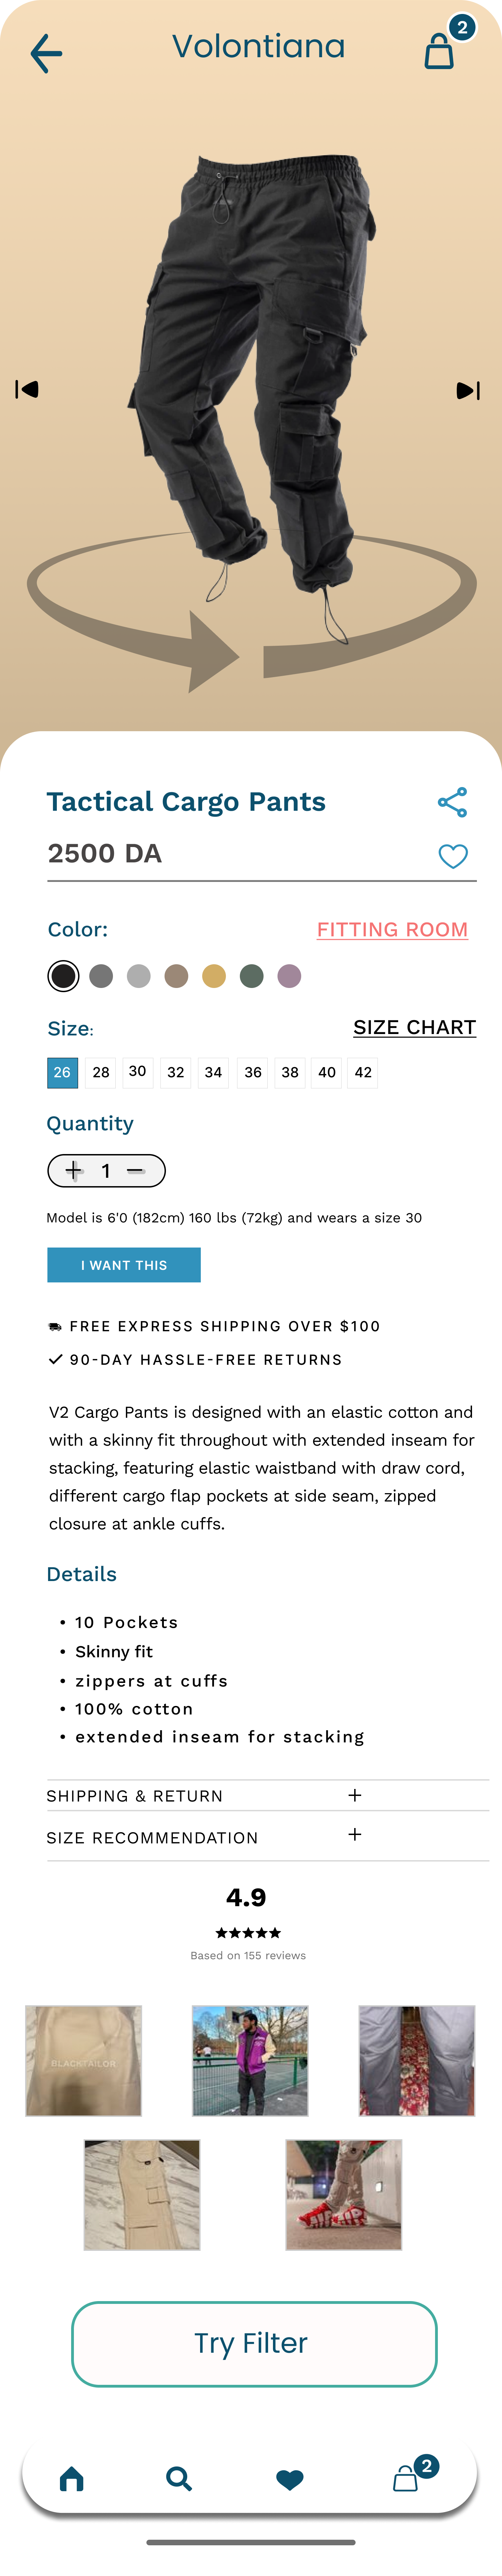 Volontiana
2
Tactical Cargo Pants
2500 DA
Color:
FITTING ROOM
Size:
SIZE CHART
26 28 30 32 34 36 38 40 42
Quantity
+ 1 −
Model is 6'0 (182cm) 160 lbs (72kg) and wears a size 30
I WANT THIS
FREE EXPRESS SHIPPING OVER $100
90-DAY HASSLE-FREE RETURNS
V2 Cargo Pants is designed with an elastic cotton and
with a skinny fit throughout with extended inseam for
stacking, featuring elastic waistband with draw cord,
different cargo flap pockets at side seam, zipped
closure at ankle cuffs.
Details
• 10 Pockets
• Skinny fit
• zippers at cuffs
• 100% cotton
• extended inseam for stacking
SHIPPING & RETURN +
SIZE RECOMMENDATION +
4.9
★★★★★
Based on 155 reviews
BLACKTAILOR
Try Filter
2